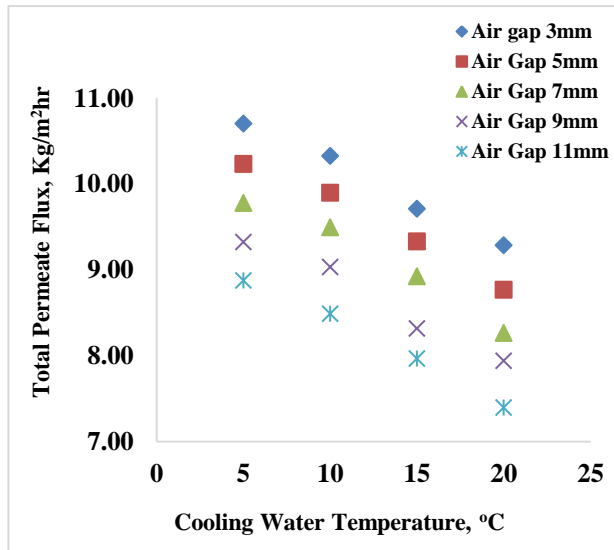 Air gap 3mm
Air Gap 5mm
Air Gap 7mm
Air Gap 9mm
Air Gap 11mm
Total Permeate Flux, Kg/m²hr
11.00
10.00
9.00
8.00
7.00
0 5 10 15 20 25
Cooling Water Temperature, ᵒC